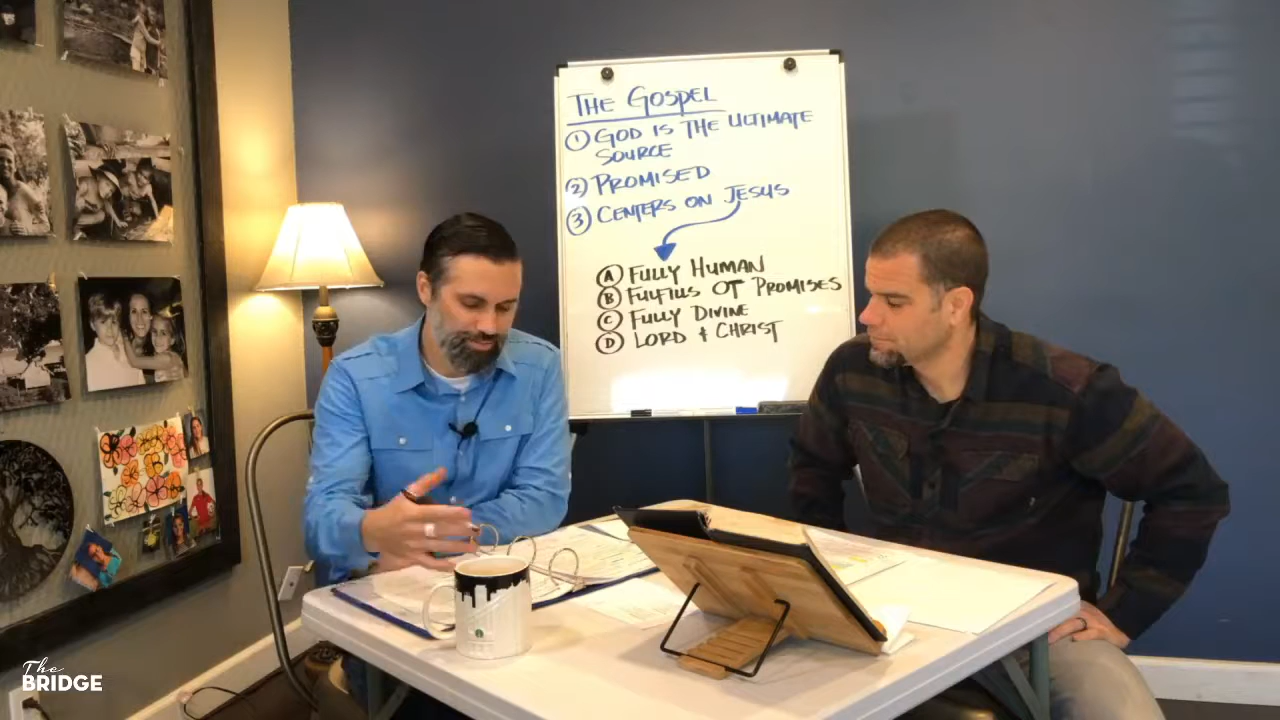 THE GOSPEL
① GOD IS THE ULTIMATE
SOURCE
② PROMISED
③ CENTERS ON JESUS
Ⓐ FULLY HUMAN
Ⓑ FULFILLS OT PROMISES
Ⓒ FULLY DIVINE
Ⓓ LORD & CHRIST
The
BRIDGE